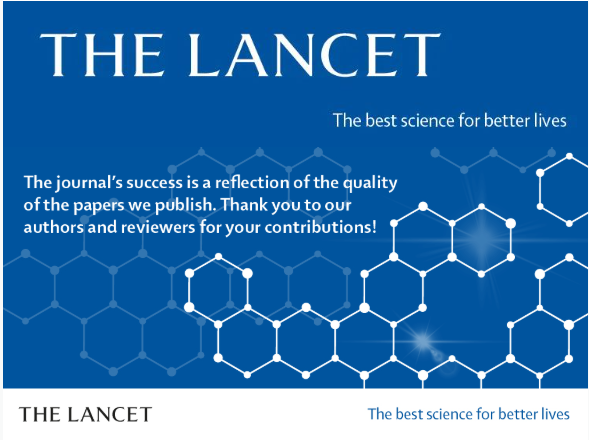 THE LANCET
The best science for better lives
The journal's success is a reflection of the quality
of the papers we publish. Thank you to our
authors and reviewers for your contributions!
THE LANCET
The best science for better lives